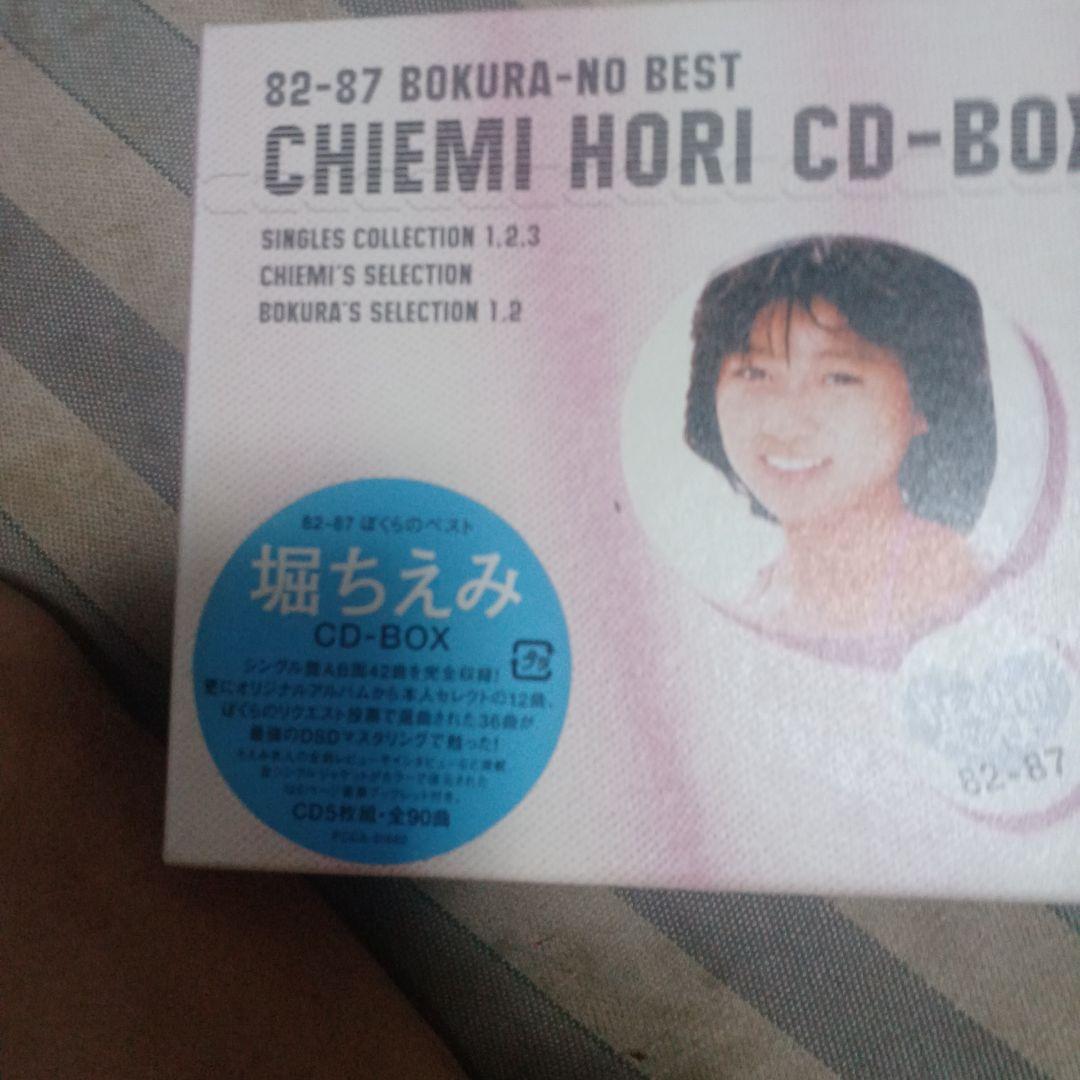 82-87 BOKURA-NO BEST
CHIEMI HORI CD-BOX
SINGLES COLLECTION 1.2.3
CHIEMI'S SELECTION
BOKURA'S SELECTION 1.2
82-87 ぼくらのベスト
堀ちえみ
CD-BOX
シングル盤AB面42曲を完全収録!
更にオリジナルアルバムから本人セレクトの12曲、
ぼくらのリクエスト投票で選曲された36曲が
最強のDSDマスタリングで甦った!
CD5枚組・全90曲
82-87